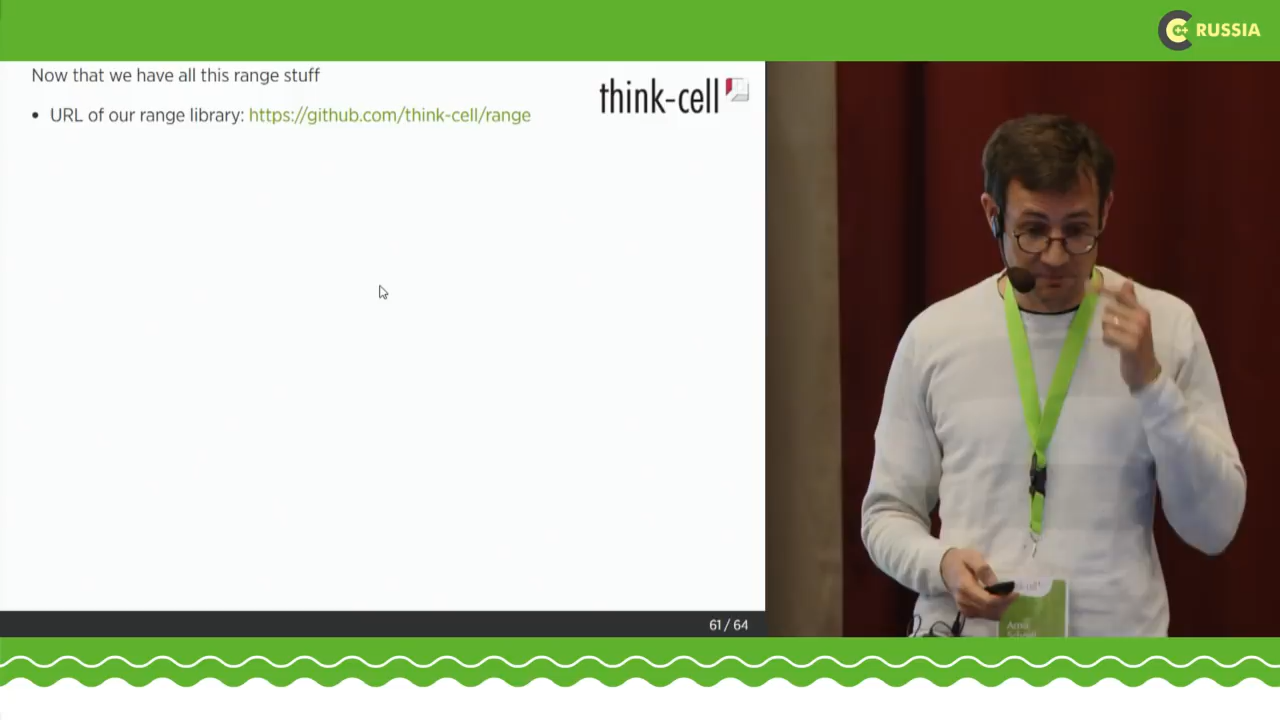 C++ RUSSIA
Now that we have all this range stuff
think-cell
• URL of our range library: https://github.com/think-cell/range
61 / 64